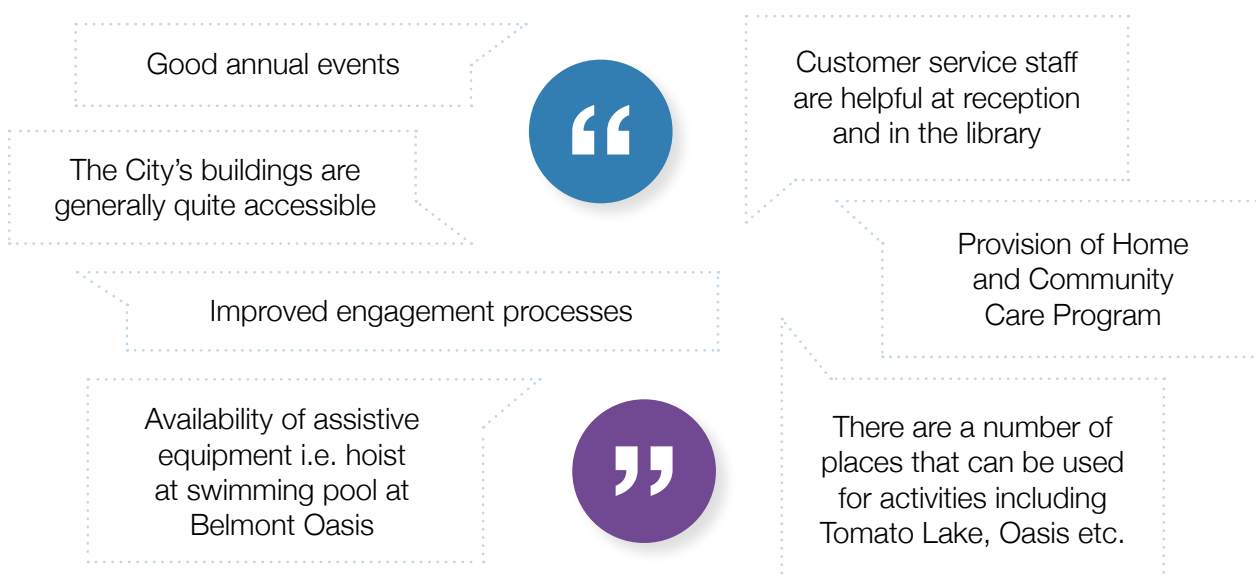 Good annual events
The City’s buildings are
generally quite accessible
Improved engagement processes
Availability of assistive
equipment i.e. hoist
at swimming pool at
Belmont Oasis
“
”
Customer service staff
are helpful at reception
and in the library
Provision of Home
and Community
Care Program
There are a number of
places that can be used
for activities including
Tomato Lake, Oasis etc.